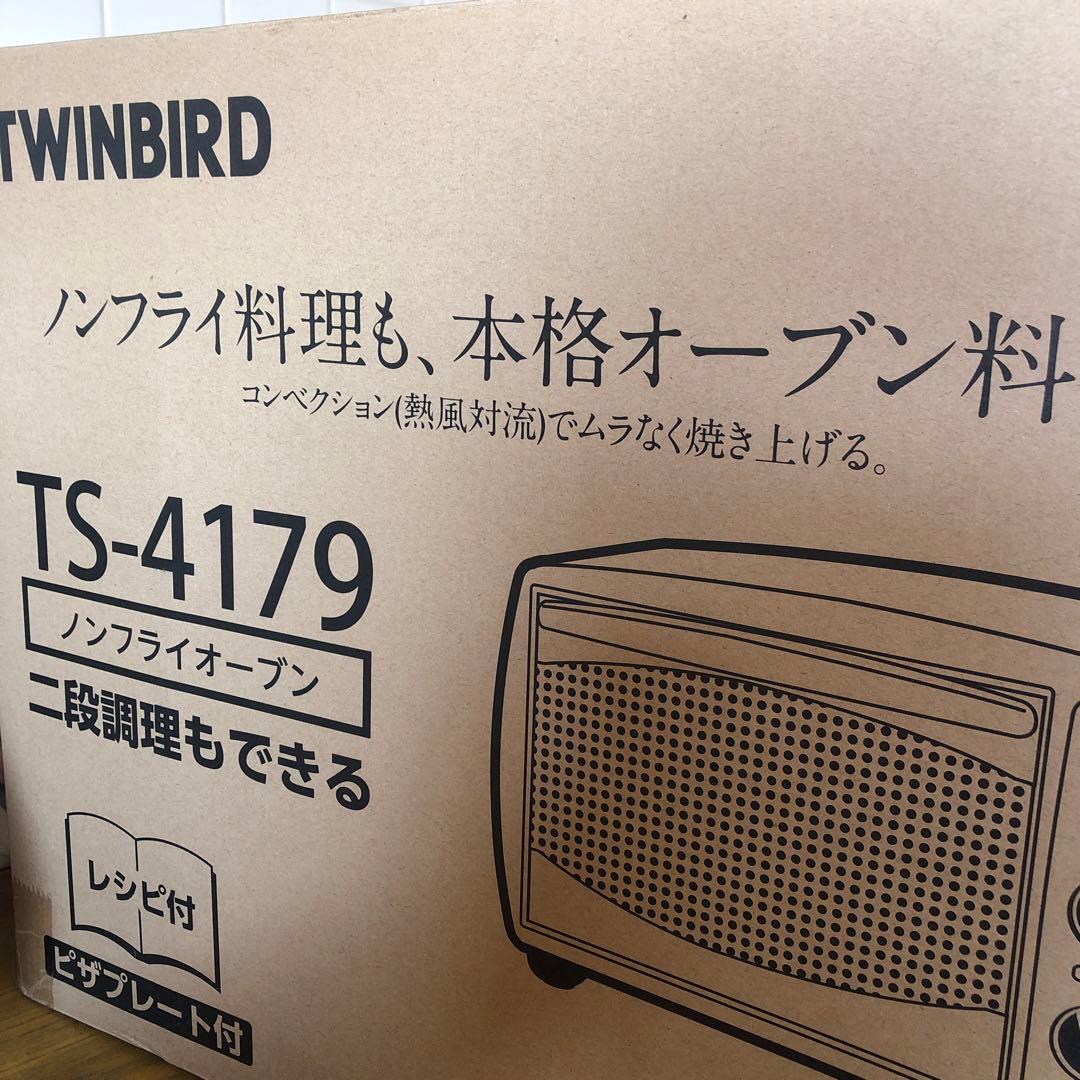 TWINBIRD
ノンフライ料理も、本格オーブン料
コンベクション(熱風対流)でムラなく焼き上げる。
TS-4179
ノンフライオーブン
二段調理もできる
レシピ付
ピザプレート付